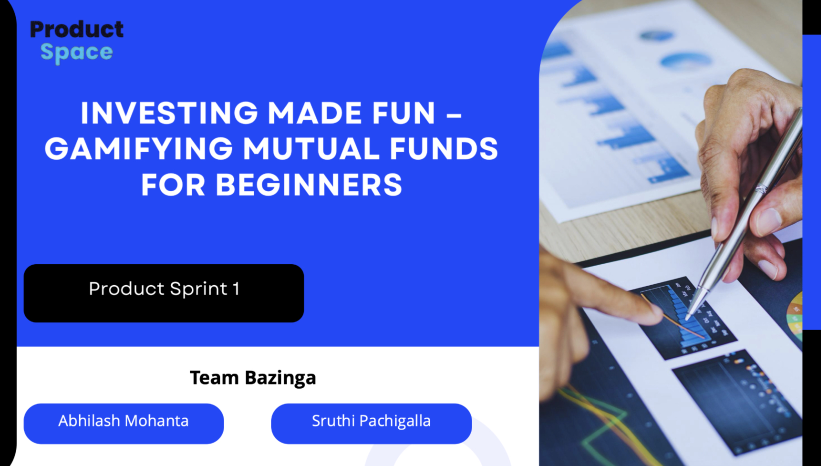 Product
Space
INVESTING MADE FUN –
GAMIFYING MUTUAL FUNDS
FOR BEGINNERS
Product Sprint 1
Team Bazinga
Abhilash Mohanta
Sruthi Pachigalla